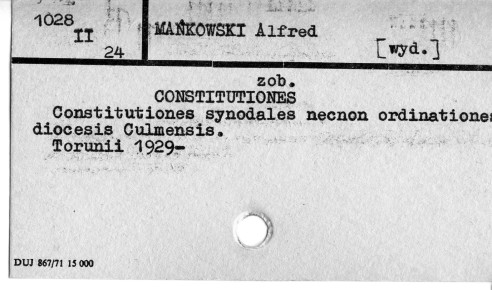 1028
II
24
MAŃKOWSKI Alfred
[wyd.]
zob.
CONSTITUTIONES
Constitutiones synodales necnon ordinationes
diocesis Culmensis.
Torunii 1929-
DUJ 867/71 15 000